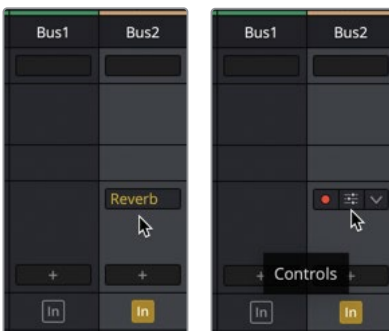 Bus1 Bus2
Reverb
+ +
In In
Bus1 Bus2
+ Controls +
In In